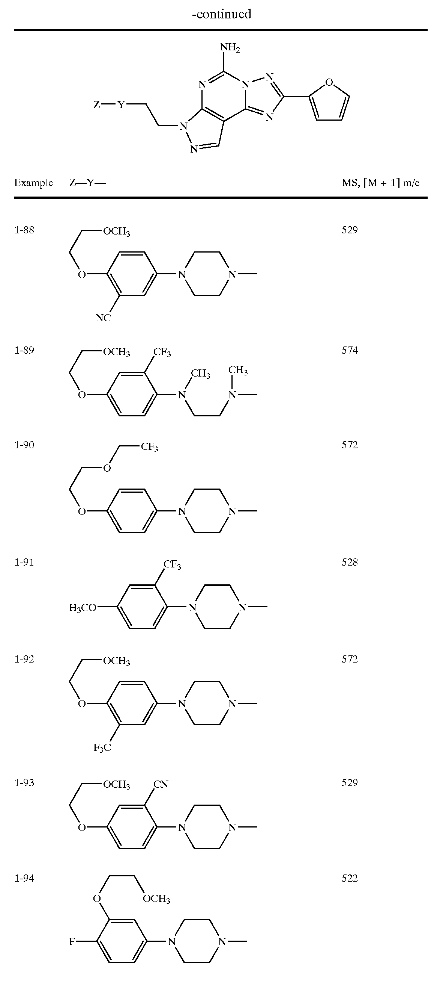 -continued
NH2
N
N
N
O
Z—Y
N
N
N
Example Z—Y— MS, [M + 1] m/e
1-88 OCH3 529
O N N
NC
1-89 OCH3 CF3 574
CH3
CH3
O N N
1-90 CF3 572
O
O N N
1-91 CF3 528
H3CO N N
1-92 OCH3 572
O N N
F3C
1-93 OCH3 CN 529
O N N
1-94 522
O OCH3
F N N